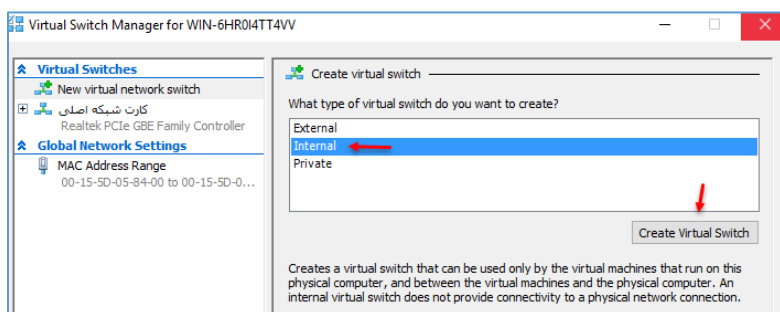 Virtual Switch Manager for WIN-6HR0I4TT4VV
Virtual Switches
New virtual network switch
کارت شبکه اصلی
Realtek PCIe GBE Family Controller
Global Network Settings
MAC Address Range
00-15-5D-05-84-00 to 00-15-5D-0...
Create virtual switch
What type of virtual switch do you want to create?
External
Internal
Private
Create Virtual Switch
Creates a virtual switch that can be used only by the virtual machines that run on this
physical computer, and between the virtual machines and the physical computer. An
internal virtual switch does not provide connectivity to a physical network connection.